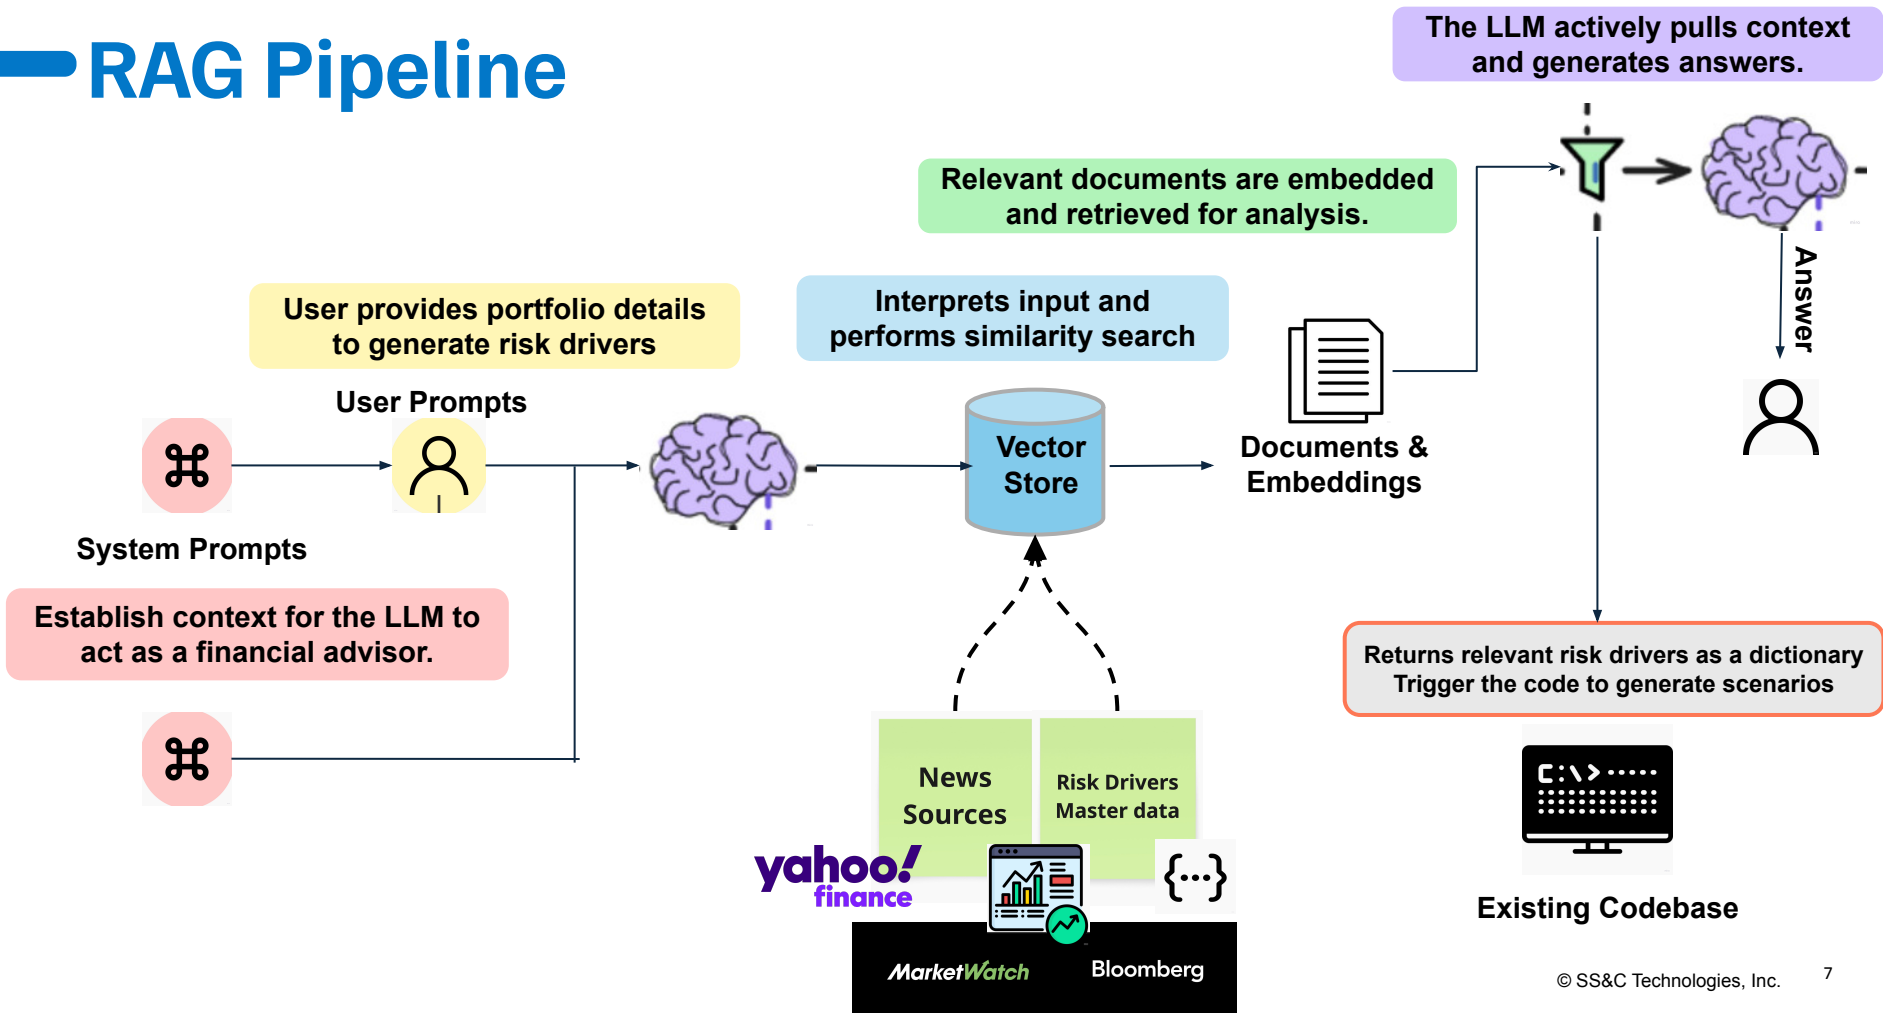 RAG Pipeline
The LLM actively pulls context
and generates answers.
Relevant documents are embedded
and retrieved for analysis.
User provides portfolio details
to generate risk drivers
Interprets input and
performs similarity search
Answer
User Prompts
Vector
Store
Documents &
Embeddings
System Prompts
Establish context for the LLM to
act as a financial advisor.
Returns relevant risk drivers as a dictionary
Trigger the code to generate scenarios
News
Sources
Risk Drivers
Master data
yahoo!
finance
{...}
C:\>
MarketWatch
Bloomberg
Existing Codebase
© SS&C Technologies, Inc.
7